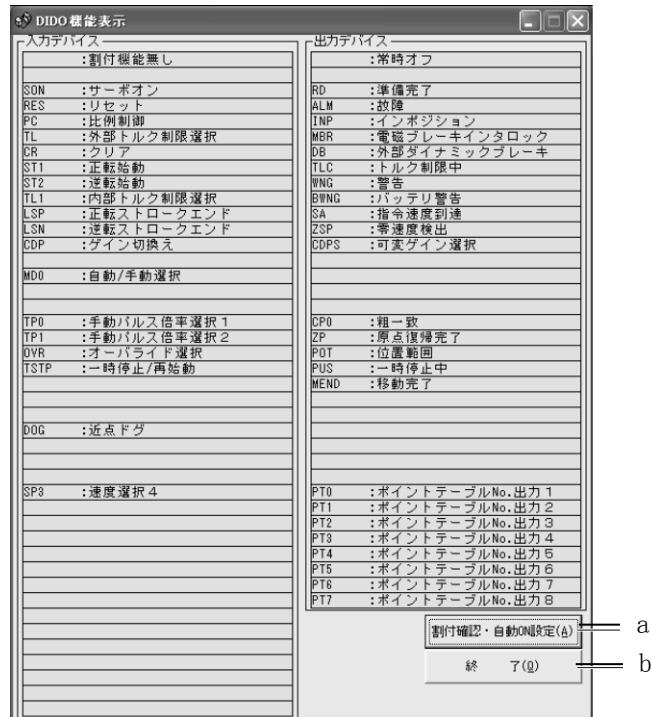 DIDO 機能表示
入力デバイス
:割付機能無し
SON :サーボオン
RES :リセット
PC :比例制御
TL :外部トルク制限選択
CR :クリア
ST1 :正転始動
ST2 :逆転始動
TL1 :内部トルク制限選択
LSP :正転ストロークエンド
LSN :逆転ストロークエンド
CDP :ゲイン切換え
MD0 :自動/手動選択
TP0 :手動パルス倍率選択1
TP1 :手動パルス倍率選択2
OVR :オーバライド選択
TSTP :一時停止/再始動
DOG :近点ドグ
SP3 :速度選択4
出力デバイス
:常時オフ
RD :準備完了
ALM :故障
INP :インポジション
MBR :電磁ブレーキインタロック
DB :外部ダイナミックブレーキ
TLC :トルク制限中
WNG :警告
BWNG :バッテリ警告
SA :指令速度到達
ZSP :零速度検出
CDPS :可変ゲイン選択
CPO :粗一致
ZP :原点復帰完了
POT :位置範囲
PUS :一時停止中
MEND :移動完了
PT0 :ポイントテーブルNo.出力1
PT1 :ポイントテーブルNo.出力2
PT2 :ポイントテーブルNo.出力3
PT3 :ポイントテーブルNo.出力4
PT4 :ポイントテーブルNo.出力5
PT5 :ポイントテーブルNo.出力6
PT6 :ポイントテーブルNo.出力7
PT7 :ポイントテーブルNo.出力8
割付確認・自動ON設定(A) a
終 了(Q) b